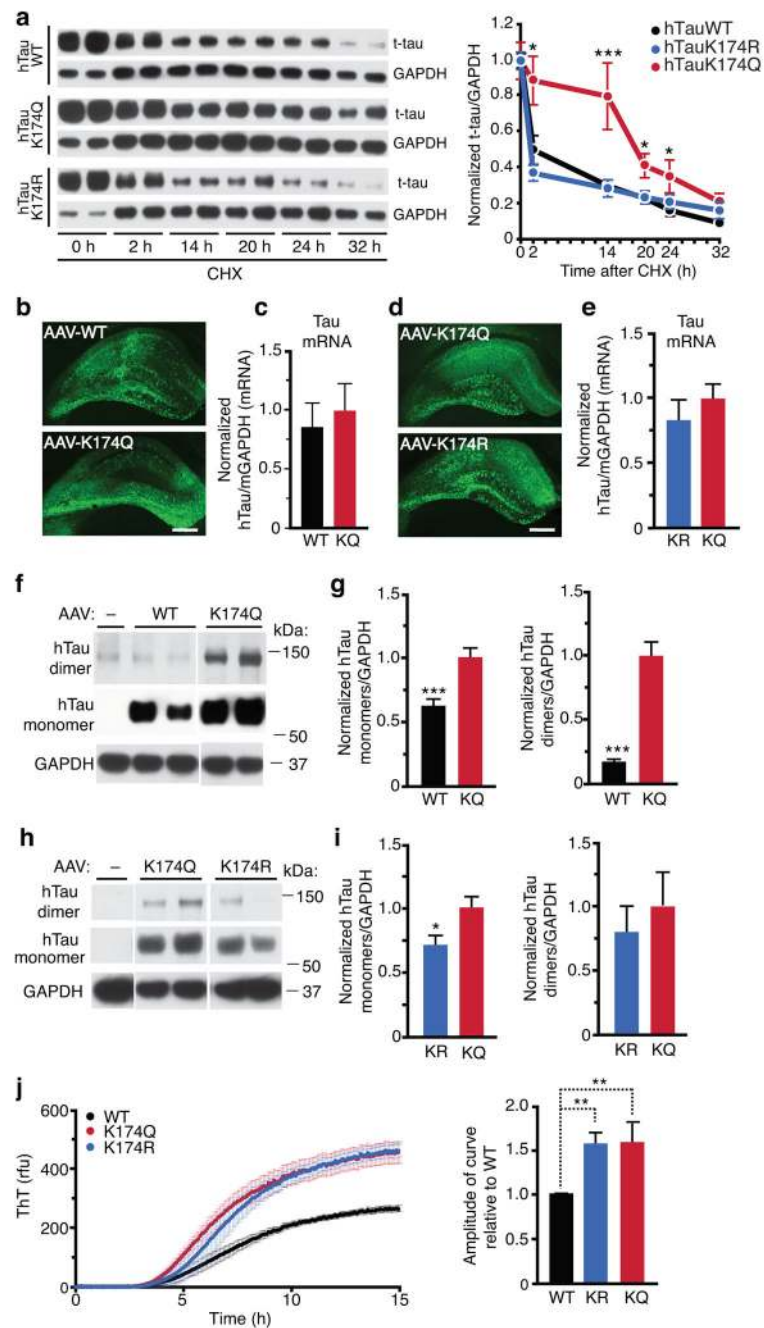 a
hTau
WT
t-tau
GAPDH
hTau
K174Q
t-tau
GAPDH
hTau
K174R
t-tau
GAPDH
0 h 2 h 14 h 20 h 24 h 32 h
CHX
Normalized t-tau/GAPDH
1.2
1.0
0.8
0.6
0.4
0.2
0
hTauWT
hTauK174R
hTauK174Q
* *** * *
0 2 14 20 24 32
Time after CHX (h)
b
AAV-WT
AAV-K174Q
c
Tau
mRNA
Normalized
hTau/mGAPDH (mRNA)
1.5
1.0
0.5
0
WT KQ
d
AAV-K174Q
AAV-K174R
e
Tau
mRNA
Normalized
hTau/mGAPDH (mRNA)
1.5
1.0
0.5
0
KR KQ
f
AAV: – WT K174Q
kDa:
hTau
dimer
150
hTau
monomer
50
GAPDH
37
g
Normalized hTau
monomers/GAPDH
1.5
1.0
0.5
0
***
WT KQ
Normalized hTau
dimers/GAPDH
1.5
1.0
0.5
0
***
WT KQ
h
AAV: – K174Q K174R
kDa:
hTau
dimer
150
hTau
monomer
50
GAPDH
37
i
Normalized hTau
monomers/GAPDH
1.5
1.0
0.5
0
*
KR KQ
Normalized hTau
dimers/GAPDH
1.5
1.0
0.5
0
KR KQ
j
ThT (rfu)
600
400
200
0
WT
K174Q
K174R
0 5 10 15
Time (h)
Amplitude of curve
relative to WT
2.0
1.5
1.0
0.5
0
**
**
WT KR KQ